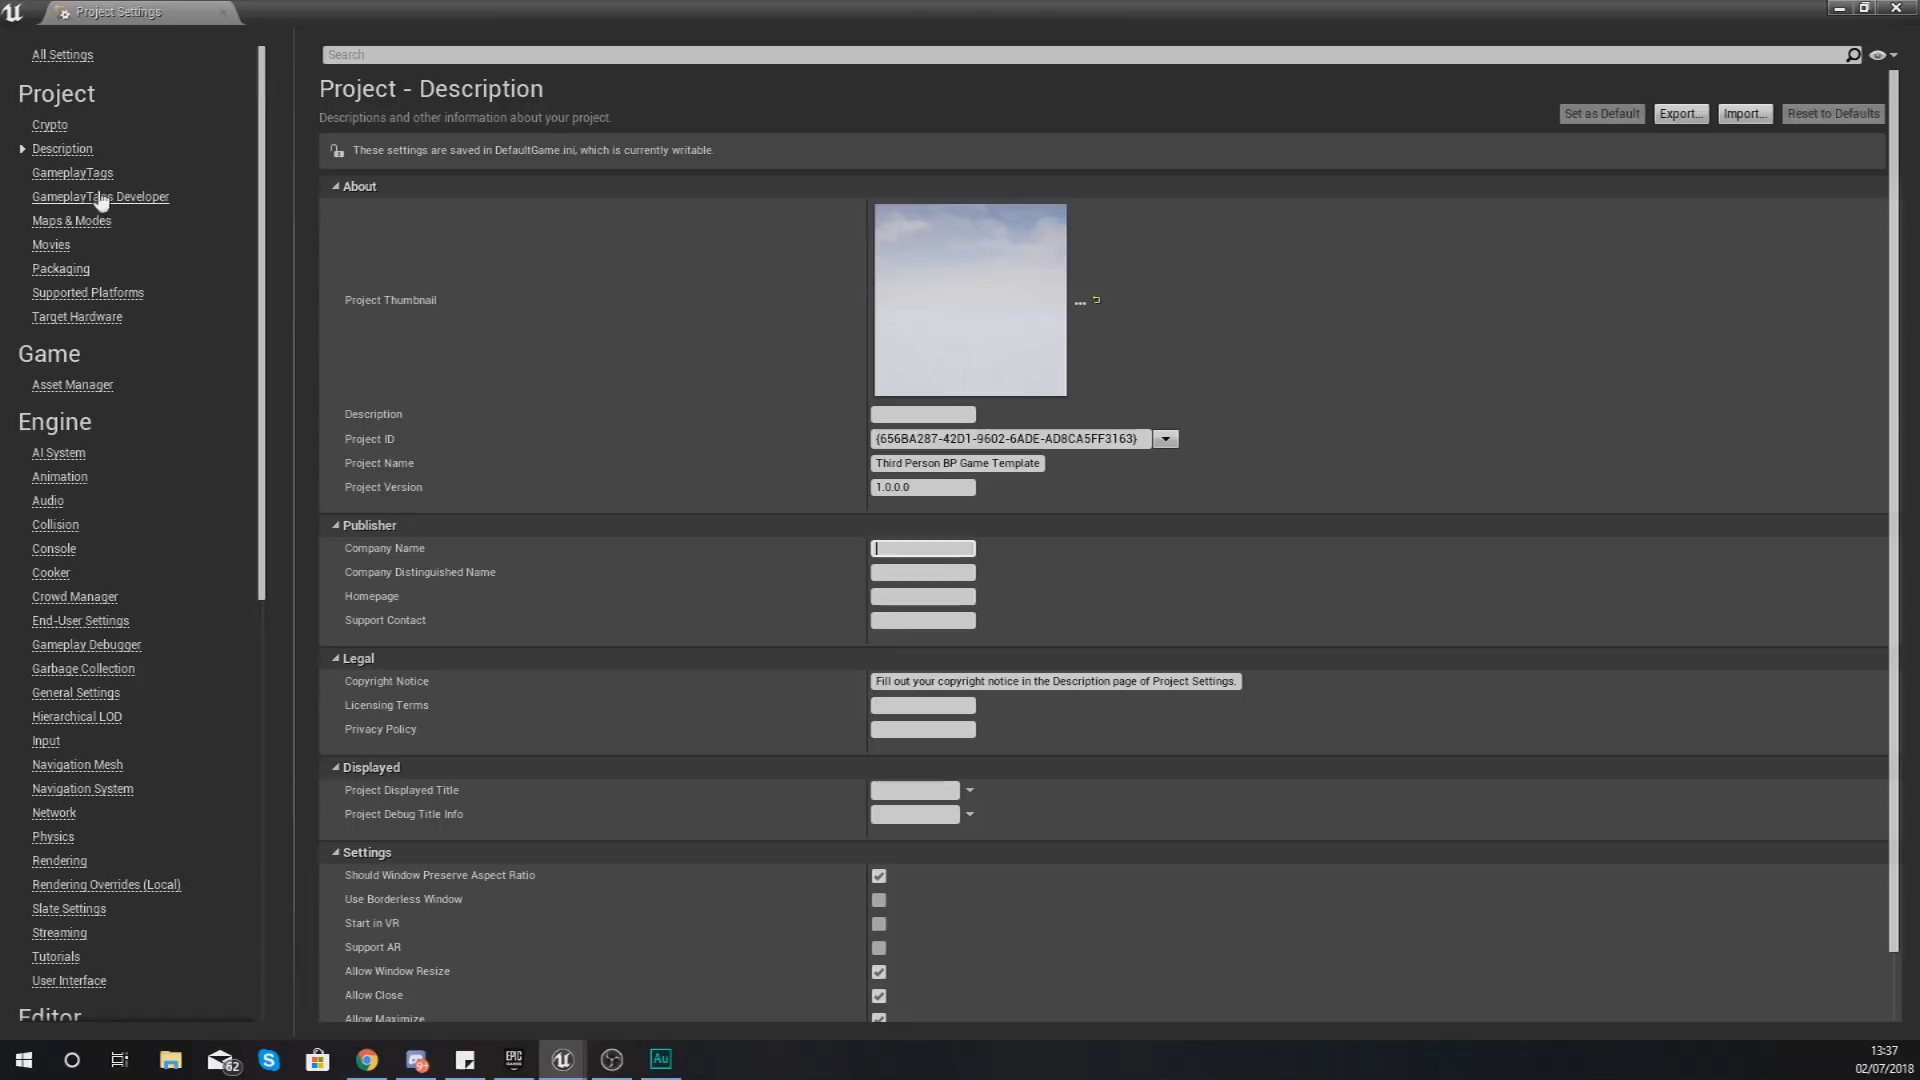 Project Settings
All Settings
Project
Crypto
Description
GameplayTags
GameplayTags Developer
Maps & Modes
Movies
Packaging
Supported Platforms
Target Hardware
Game
Asset Manager
Engine
AI System
Animation
Audio
Collision
Console
Cooker
Crowd Manager
End-User Settings
Gameplay Debugger
Garbage Collection
General Settings
Hierarchical LOD
Input
Navigation Mesh
Navigation System
Network
Physics
Rendering
Rendering Overrides (Local)
Slate Settings
Streaming
Tutorials
User Interface
Editor
Search
Project - Description
Descriptions and other information about your project.
Set as Default Export... Import... Reset to Defaults
These settings are saved in DefaultGame.ini, which is currently writable.
About
Project Thumbnail
Description
Project ID {656BA287-42D1-9602-6ADE-AD8CA5FF3163}
Project Name Third Person BP Game Template
Project Version 1.0.0.0
Publisher
Company Name
Company Distinguished Name
Homepage
Support Contact
Legal
Copyright Notice Fill out your copyright notice in the Description page of Project Settings.
Licensing Terms
Privacy Policy
Displayed
Project Displayed Title
Project Debug Title Info
Settings
Should Window Preserve Aspect Ratio
Use Borderless Window
Start in VR
Support AR
Allow Window Resize
Allow Close
Allow Maximize
62
9+
EPIC GAMES
Au
13:37
02/07/2018